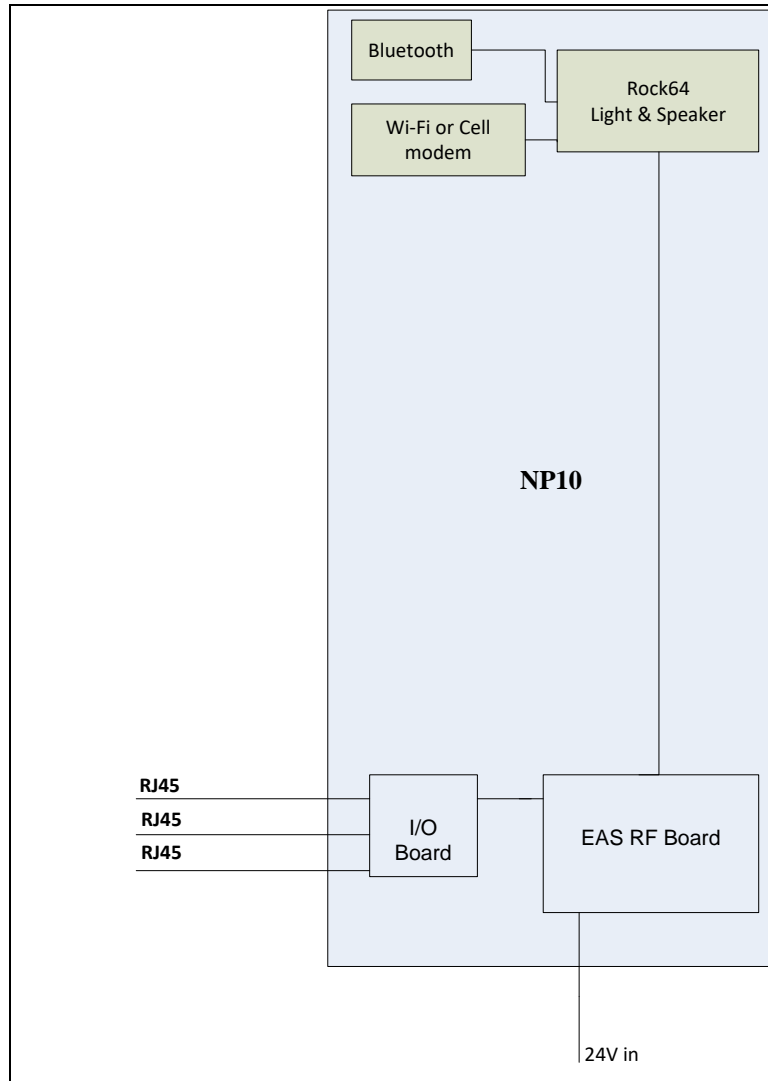 Bluetooth
Rock64
Light & Speaker
Wi-Fi or Cell
modem
NP10
RJ45
RJ45
RJ45
I/O
Board
EAS RF Board
24V in